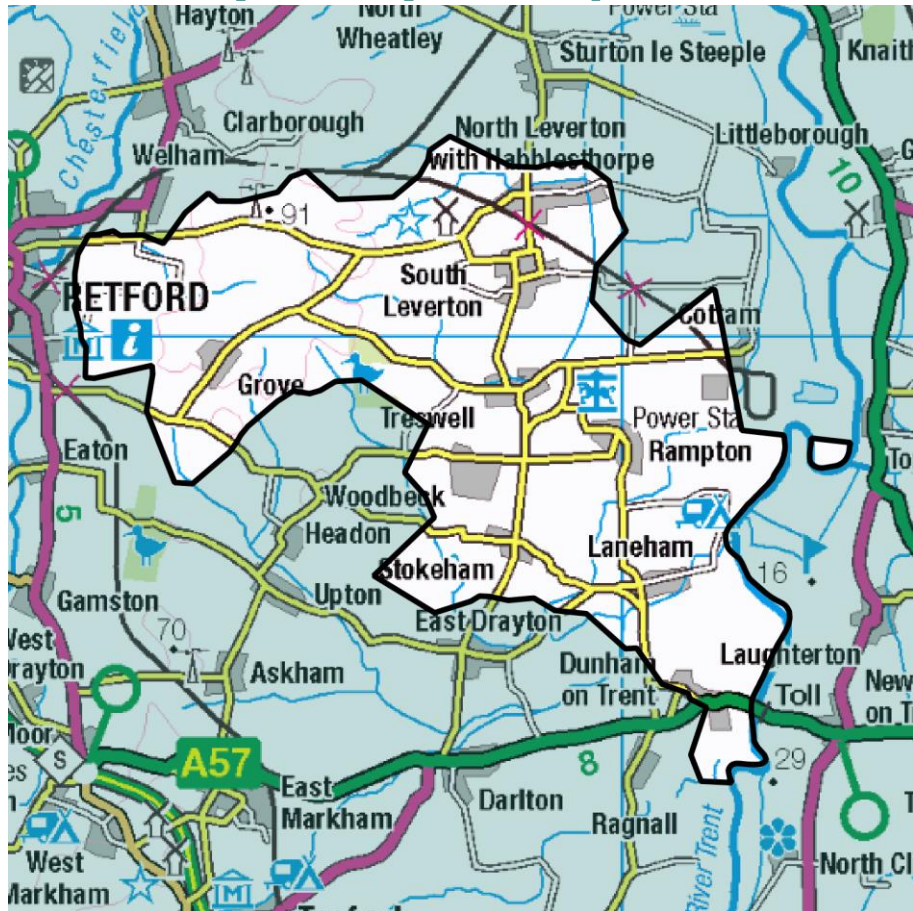 Hayton
North
Wheatley
Power Sta
Sturton le Steeple
Knaith
Chesterfield
Clarborough
Welham
North Leverton
with Habblesthorpe
Littleborough
10
91
RETFORD
South
Leverton
Cottam
M
i
Grove
Treswell
Power Sta
Rampton
Eaton
Woodbeck
Headon
5
Laneham
Stokeham
16
Gamston
Upton
East Drayton
West
Drayton
70
Askham
Dunham
on Trent
Laughterton
Toll
New
on T
Moor
S
es
A57
8
29
East
Markham
Darlton
Ragnall
River Trent
West
Markham
M
North Cl